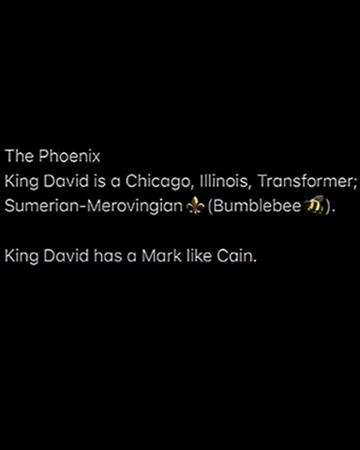 The Phoenix
King David is a Chicago, Illinois, Transformer;
Sumerian-Merovingian⚜️(Bumblebee🐝).
King David has a Mark like Cain.